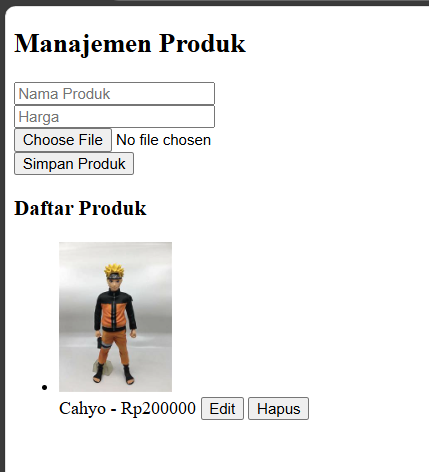 Manajemen Produk
Nama Produk
Harga
Choose File No file chosen
Simpan Produk
Daftar Produk
Cahyo - Rp200000 Edit Hapus